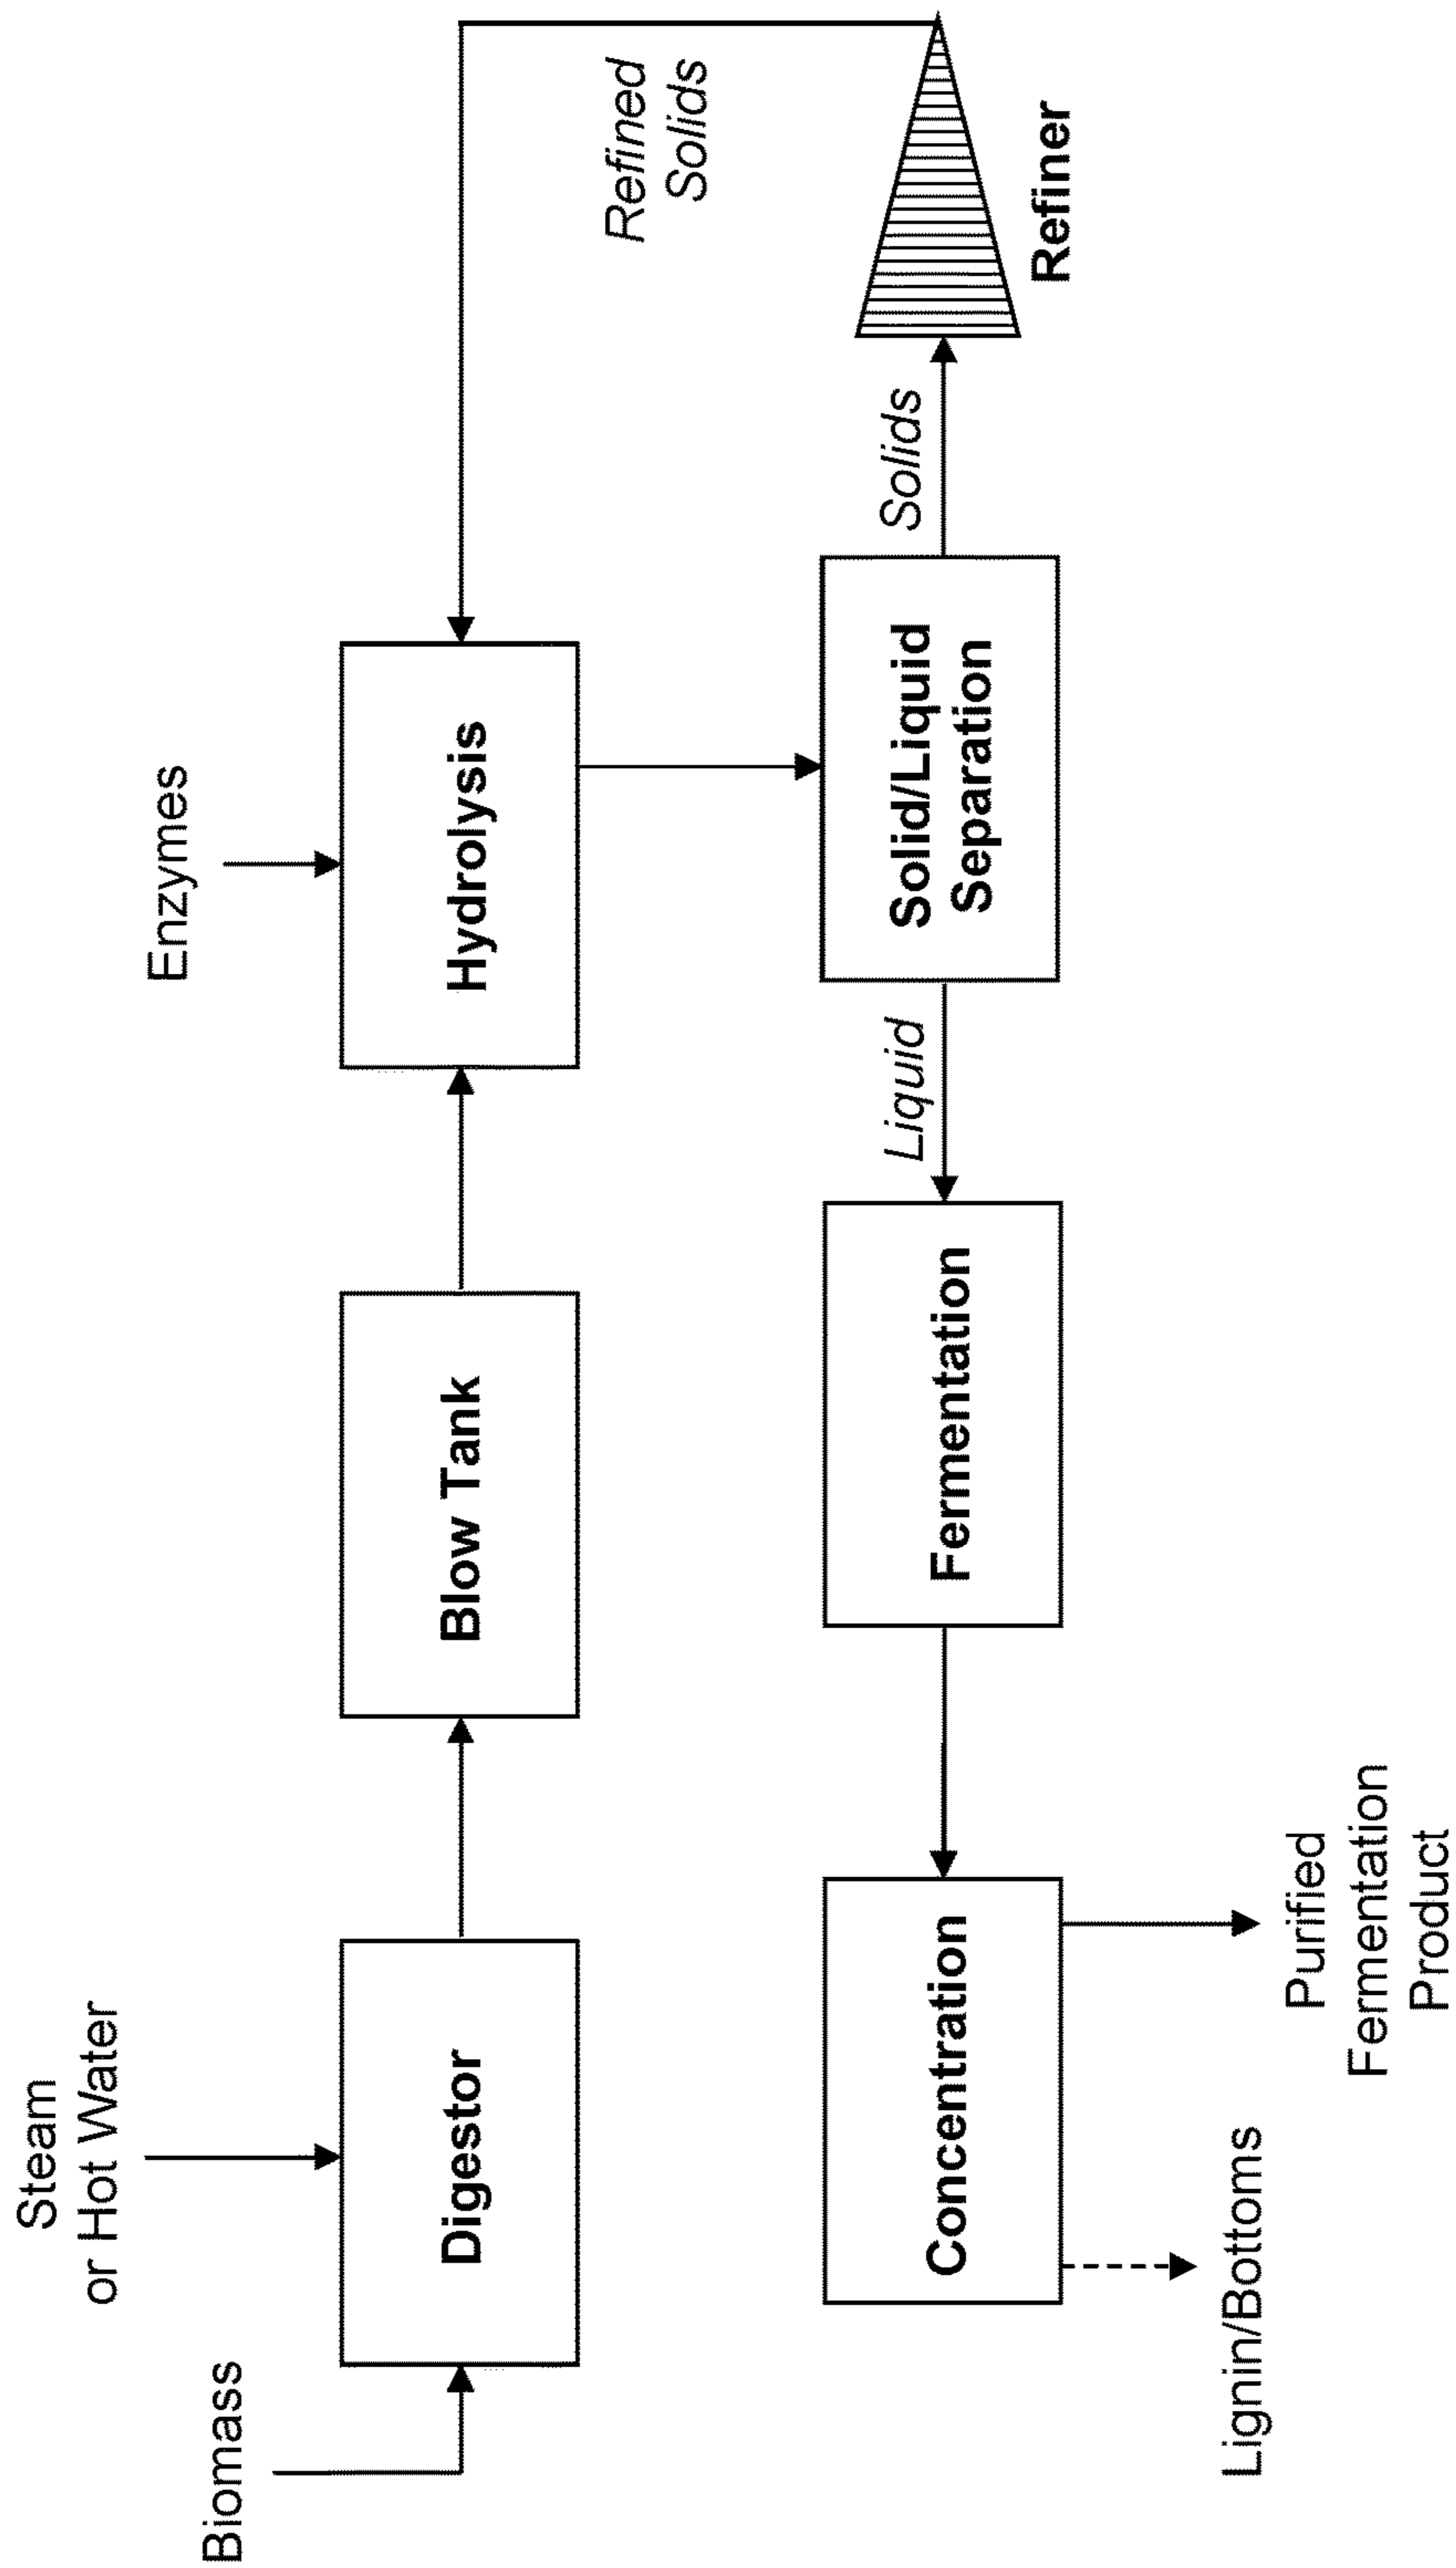 Steam
or Hot Water
Biomass
Digestor
Blow Tank
Enzymes
Hydrolysis
Refined
Solids
Concentration
Fermentation
Liquid
Solid/Liquid
Separation
Solids
Refiner
Lignin/Bottoms
Purified
Fermentation
Product